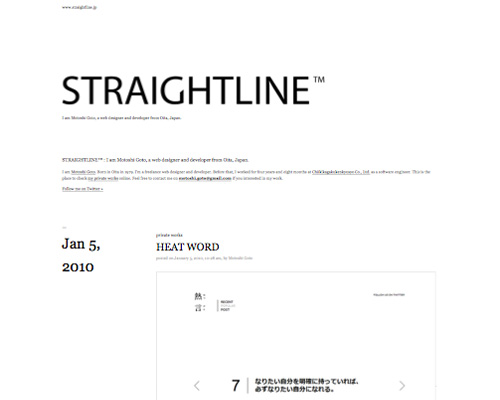 www.straightline.jp
STRAIGHTLINE™
I am Motoshi Goto, a web designer and developer from Oita, Japan.
STRAIGHTLINE™ : I am Motoshi Goto, a web designer and developer from Oita, Japan.
I am Motoshi Goto. Born in Oita in 1979. I'm a freelance web designer and developer. Before that, I worked for four years and eight months at Co., Ltd. as a software engineer. This is the
place to check my private works online. Feel free to contact me on if you're interested in my work.
Follow me on Twitter »
Jan 5,
2010
private works
HEAT WORD
posted on January 5, 2010, by Motoshi Goto
熱
言
RECENT
POPULAR
PAST
7 なりたい自分を明確に持っていれば、
必ずなりたい自分になれる。